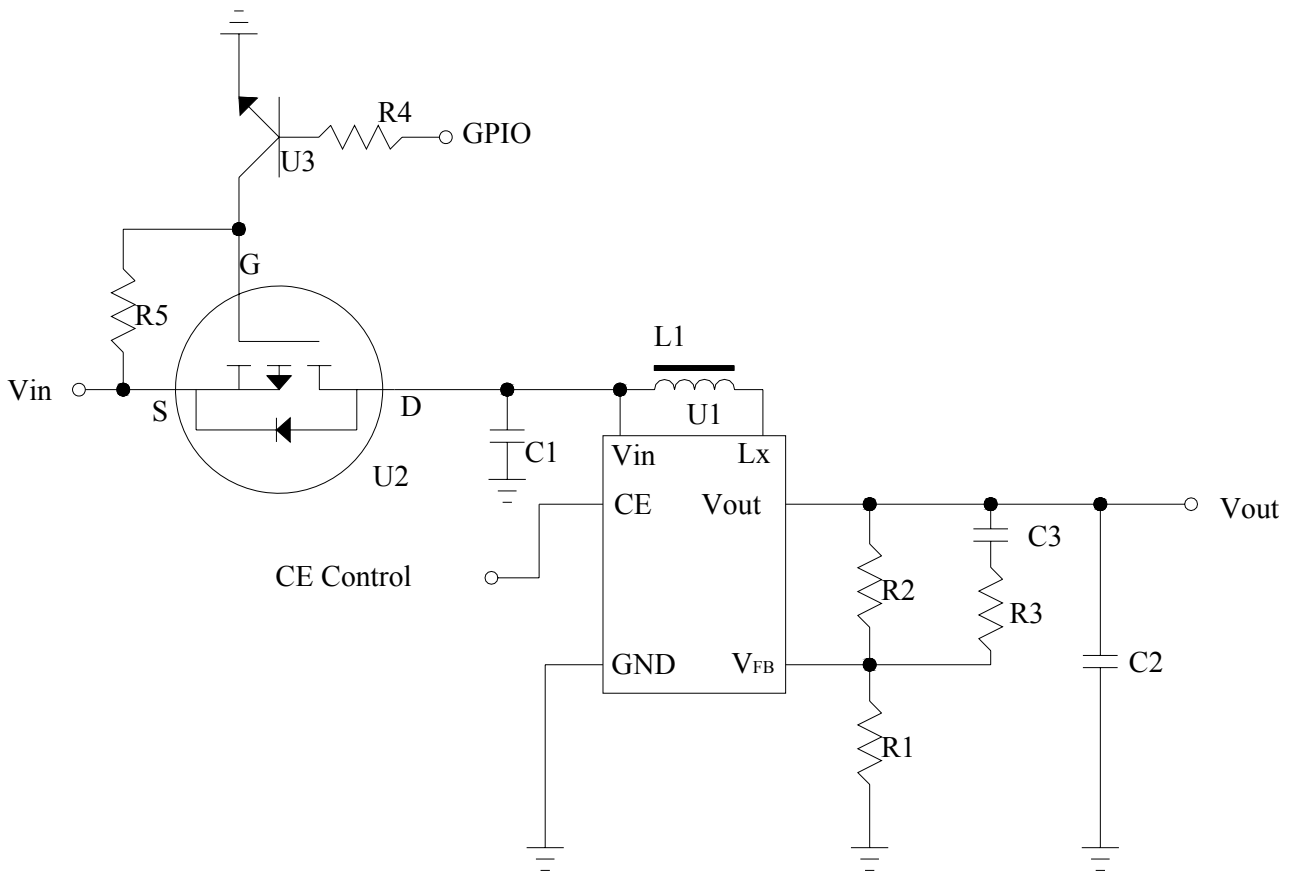 R4
GPIO
U3
G
R5
L1
Vin
S
D
U1
C1
Vin
Lx
U2
CE
Vout
Vout
C3
CE Control
R2
R3
GND
VFB
C2
R1